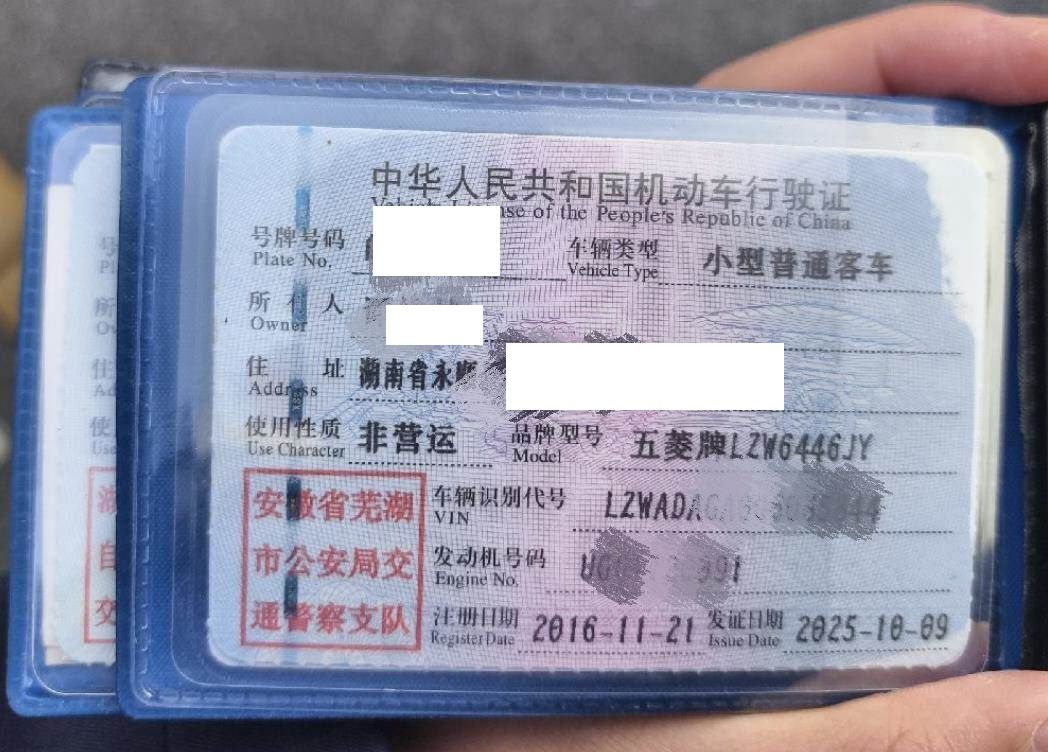 中华人民共和国机动车行驶证
Vehicle License of the People's Republic of China
号牌号码 车辆类型 小型普通客车
Plate No. Vehicle Type
所有人
Owner
住址 湖南省永顺
Address
使用性质 非营运 品牌型号 五菱牌LZW6446JY
Use Character Model
安徽省芜湖
市公安局交
通警察支队
车辆识别代号 LZWADA
VIN
发动机号码 391
Engine No.
注册日期 2016-11-21 发证日期 2025-10-09
Register Date Issue Date